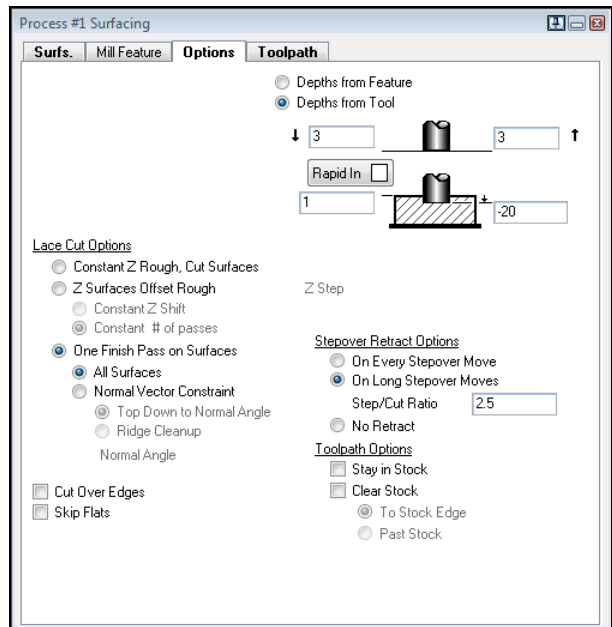 Process #1 Surfacing
Surfs. Mill Feature Options Toolpath
Depths from Feature
Depths from Tool
3 3
Rapid In
1
-20
Lace Cut Options
Constant Z Rough, Cut Surfaces
Z Surfaces Offset Rough Z Step
Constant Z Shift
Constant # of passes
One Finish Pass on Surfaces
All Surfaces
Normal Vector Constraint
Top Down to Normal Angle
Ridge Cleanup
Normal Angle
Cut Over Edges
Skip Flats
Stepover Retract Options
On Every Stepover Move
On Long Stepover Moves
Step/Cut Ratio 2.5
No Retract
Toolpath Options
Stay in Stock
Clear Stock
To Stock Edge
Past Stock